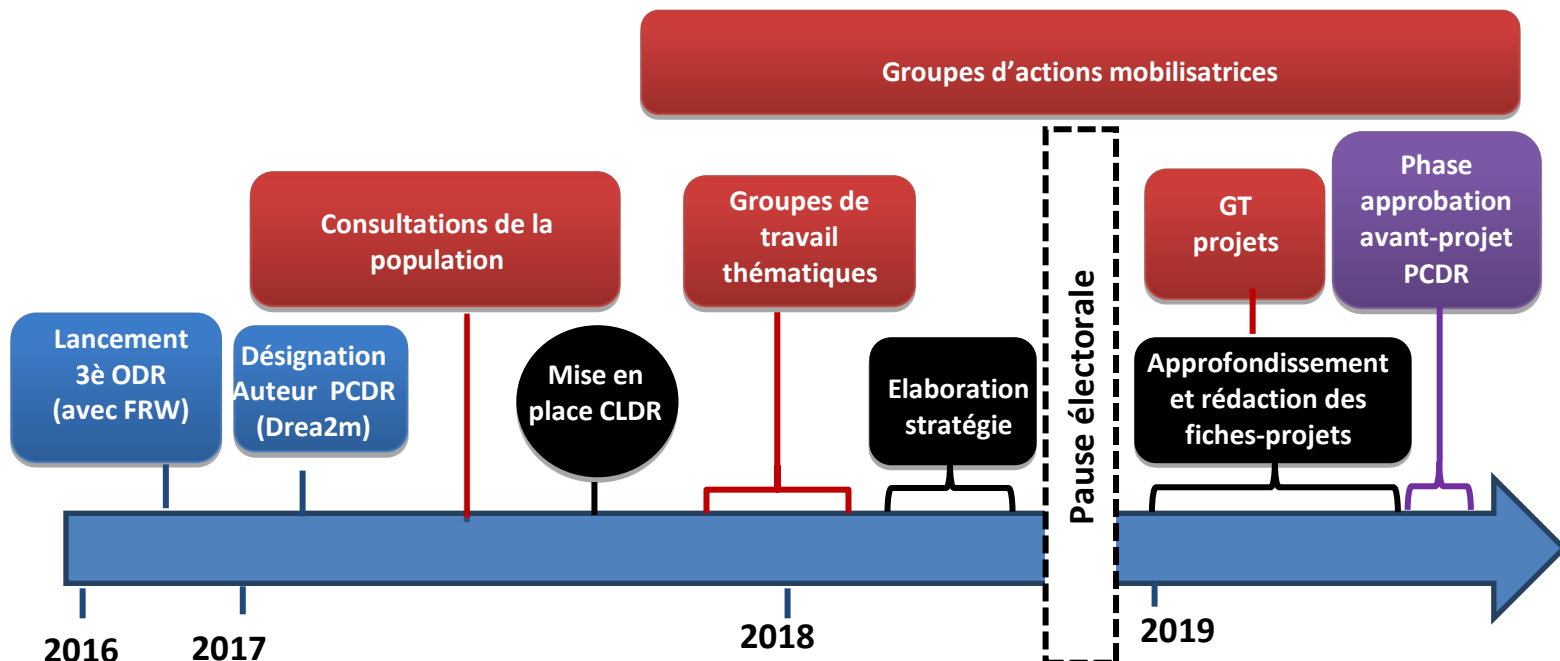 Groupes d'actions mobilisatrices
Consultations de la
population
Groupes de
travail
thématiques
GT
projets
Phase
approbation
avant-projet
PCDR
Lancement
3è ODR
(avec FRW)
Désignation
Auteur PCDR
(Drea2m)
Mise en
place CLDR
Elaboration
stratégie
Pause électorale
Approfondissement
et rédaction des
fiches-projets
2016
2017
2018
2019